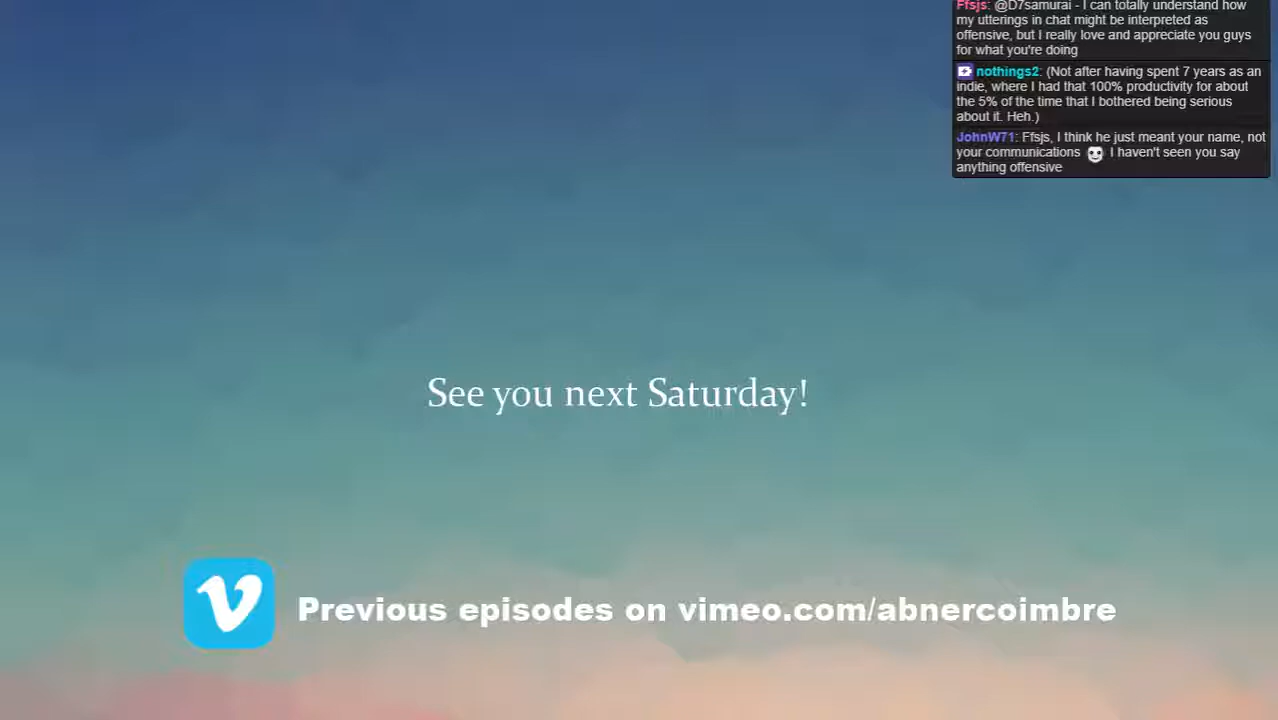 Ffsjs: @D7samurai - I can totally understand how
my utterings in chat might be interpreted as
offensive, but I really love and appreciate you guys
for what you're doing
nothings2: (Not after having spent 7 years as an
indie, where I had that 100% productivity for about
the 5% of the time that I bothered being serious
about it. Heh.)
JohnW71: Ffsjs, I think he just meant your name, not
your communications I haven't seen you say
anything offensive
See you next Saturday!
Previous episodes on vimeo.com/abnercoimbre